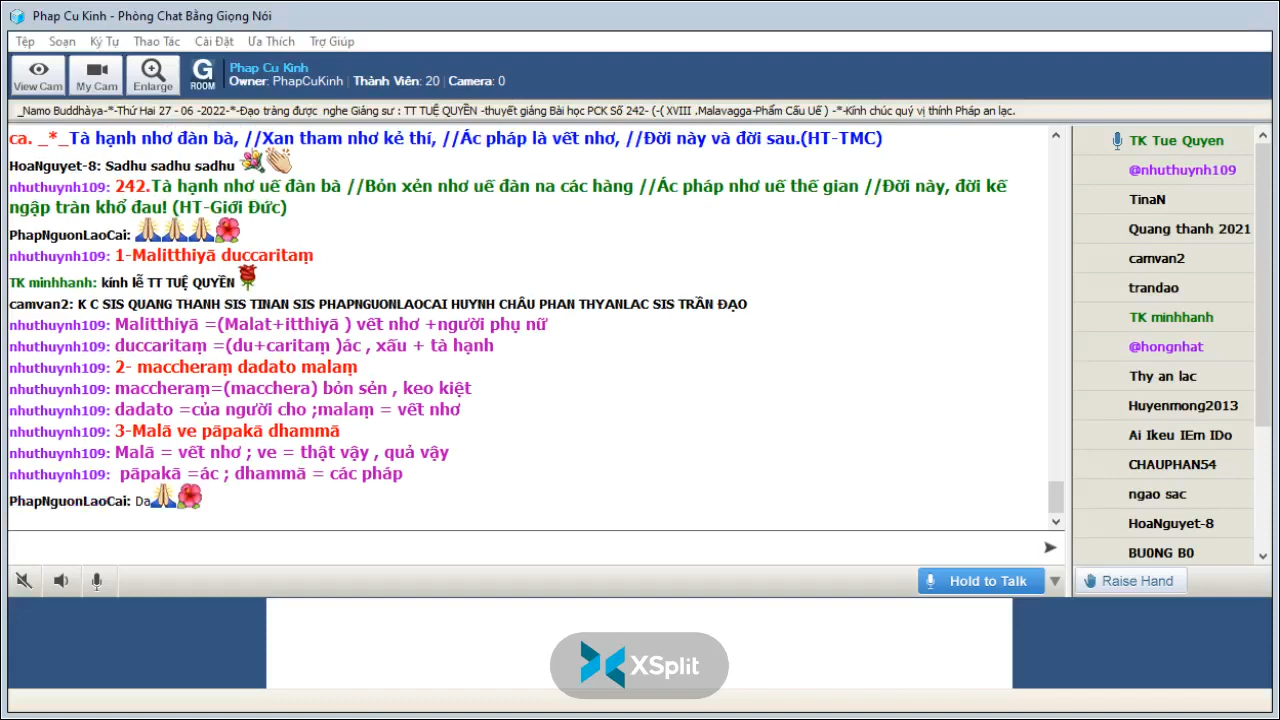 Phap Cu Kinh - Phòng Chat Bằng Giọng Nói
Tệp Soạn Ký Tự Thao Tác Cài Đặt Ưa Thích Trợ Giúp
View Cam My Cam Enlarge G ROOM
Phap Cu Kinh
Owner: PhapCuKinh | Thành Viên: 20 | Camera: 0
_Namo Buddhàya-*-Thứ Hai 27 - 06 -2022-*-Đạo tràng được nghe Giảng sư : TT TUỆ QUYỀN -thuyết giảng Bài học PCK Số 242- (-( XVIII ,Malavagga-Phẩm Cấu Uế ) -*-Kính chúc quý vị thính Pháp an lạc.
ca. _*_Tà hạnh nhơ đàn bà, //Xan tham nhơ kẻ thí, //Ác pháp là vết nhơ, //Đời này và đời sau.(HT-TMC)
HoaNguyet-8: Sadhu sadhu sadhu
nhuthuynh109: 242.Tà hạnh nhơ uế đàn bà //Bỏn xẻn nhơ uế đàn na các hàng //Ác pháp nhơ uế thế gian //Đời này, đời kế
ngập tràn khổ đau! (HT-Giới Đức)
PhapNguonLaoCai:
nhuthuynh109: 1-Malitthiyā duccaritaṃ
TK minhhanh: kính lễ TT TUỆ QUYỀN
camvan2: K C SIS QUANG THANH SIS TINAN SIS PHAPNGUONLAOCAI HUYNH CHÂU PHAN THYANLAC SIS TRẦN ĐẠO
nhuthuynh109: Malitthiyā =(Malat+itthiyā ) vết nhơ +người phụ nữ
nhuthuynh109: duccaritaṃ =(du+caritaṃ )ác , xấu + tà hạnh
nhuthuynh109: 2- maccheraṃ dadato malaṃ
nhuthuynh109: maccheraṃ=(macchera) bỏn sẻn , keo kiệt
nhuthuynh109: dadato =của người cho ;malaṃ = vết nhơ
nhuthuynh109: 3-Malā ve pāpakā dhammā
nhuthuynh109: Malā = vết nhơ ; ve = thật vậy , quả vậy
nhuthuynh109: pāpakā =ác ; dhammā = các pháp
PhapNguonLaoCai: Da
TK Tue Quyen
@nhuthuynh109
TinaN
Quang thanh 2021
camvan2
trandao
TK minhhanh
@hongnhat
Thy an lac
Huyenmong2013
Ai Ikeu IEm IDo
CHAUPHAN54
ngao sac
HoaNguyet-8
BU0NG B0
Hold to Talk
Raise Hand
XSplit